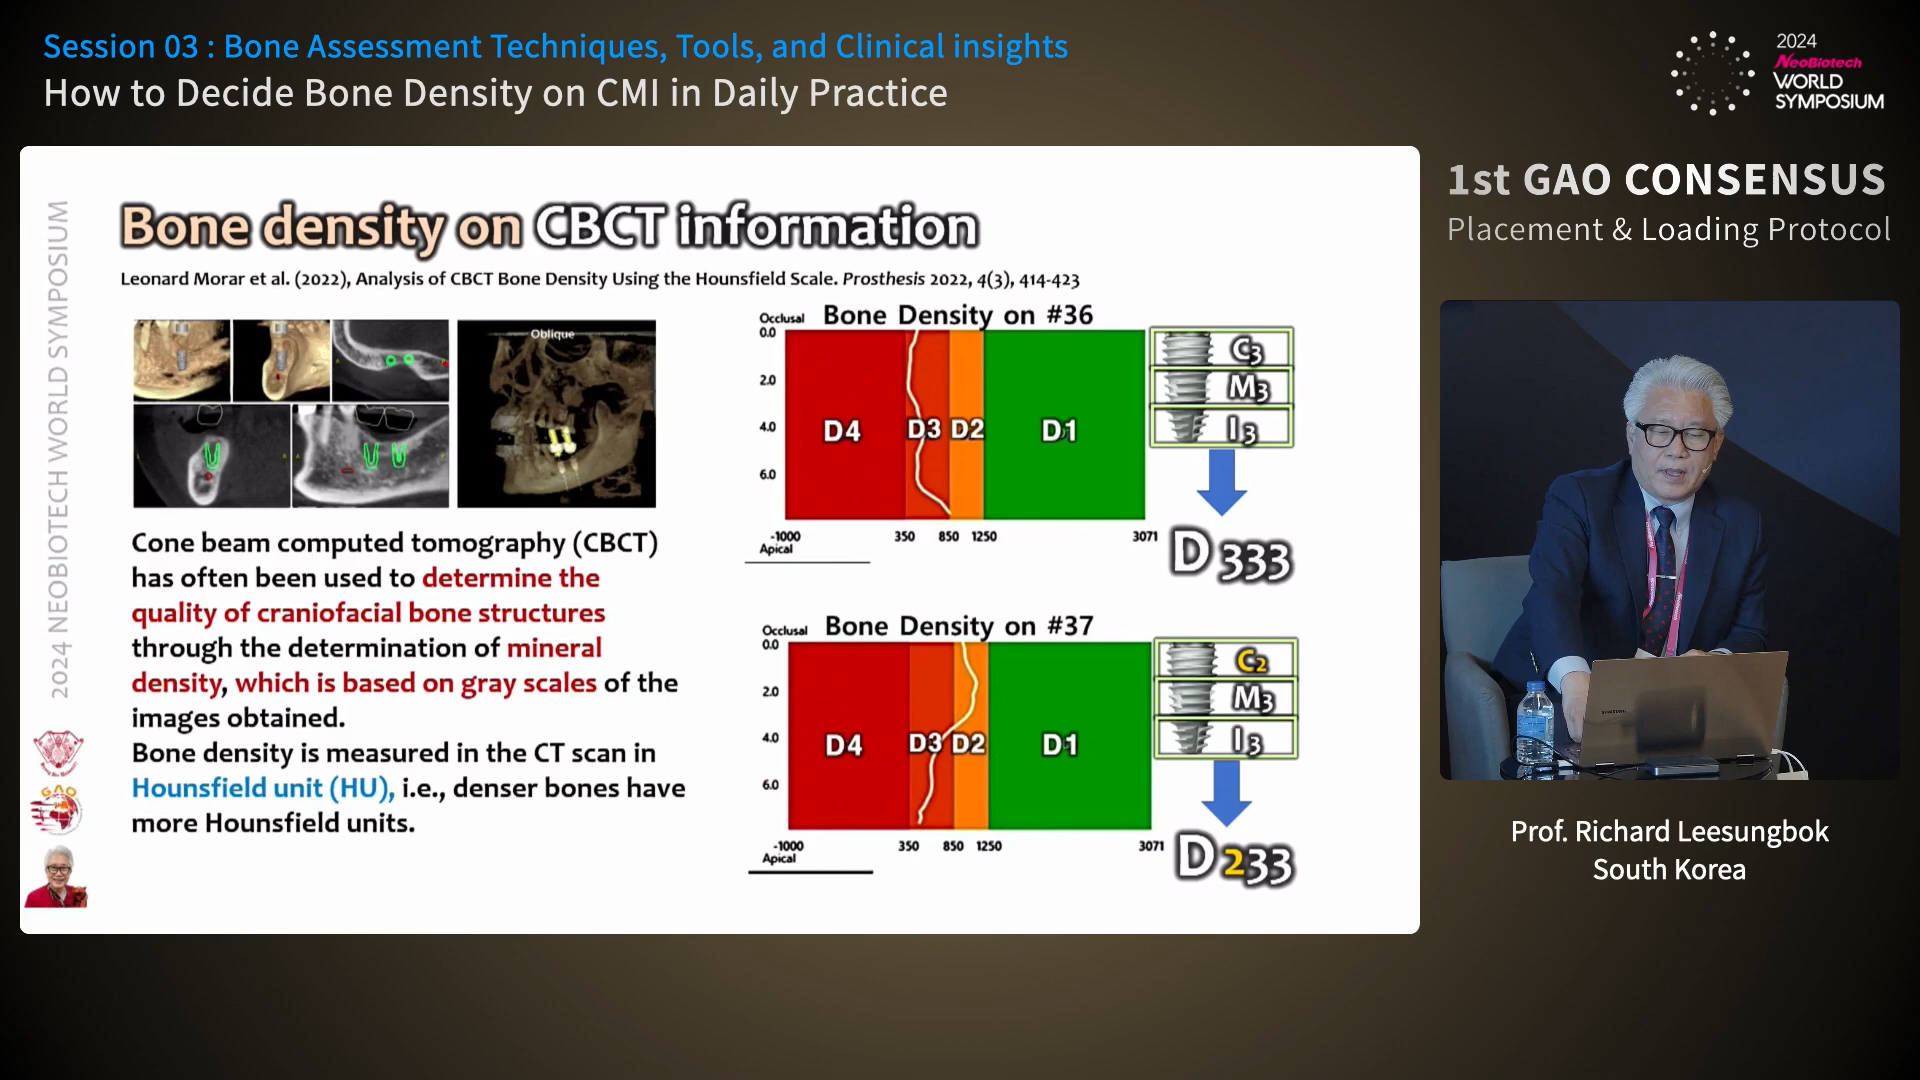 Session 03 : Bone Assessment Techniques, Tools, and Clinical insights
How to Decide Bone Density on CMI in Daily Practice
2024
NeoBiotech
WORLD
SYMPOSIUM
1st GAO CONSENSUS
Placement & Loading Protocol
2024 NEOBIOTECH WORLD SYMPOSIUM
GAO
Bone density on CBCT information
Leonard Morar et al. (2022), Analysis of CBCT Bone Density Using the Hounsfield Scale. Prosthesis 2022, 4(3), 414-423
Oblique
Cone beam computed tomography (CBCT)
has often been used to determine the
quality of craniofacial bone structures
through the determination of mineral
density, which is based on gray scales of the
images obtained.
Bone density is measured in the CT scan in
Hounsfield unit (HU), i.e., denser bones have
more Hounsfield units.
Occlusal Bone Density on #36
0.0
2.0
4.0
6.0
D4 D3 D2 D1
-1000 350 850 1250 3071
Apical
C3
M3
I3
D 333
Occlusal Bone Density on #37
0.0
2.0
4.0
6.0
D4 D3 D2 D1
-1000 350 850 1250 3071
Apical
C2
M3
I3
D 233
SAMSUNG
Prof. Richard Leesungbok
South Korea